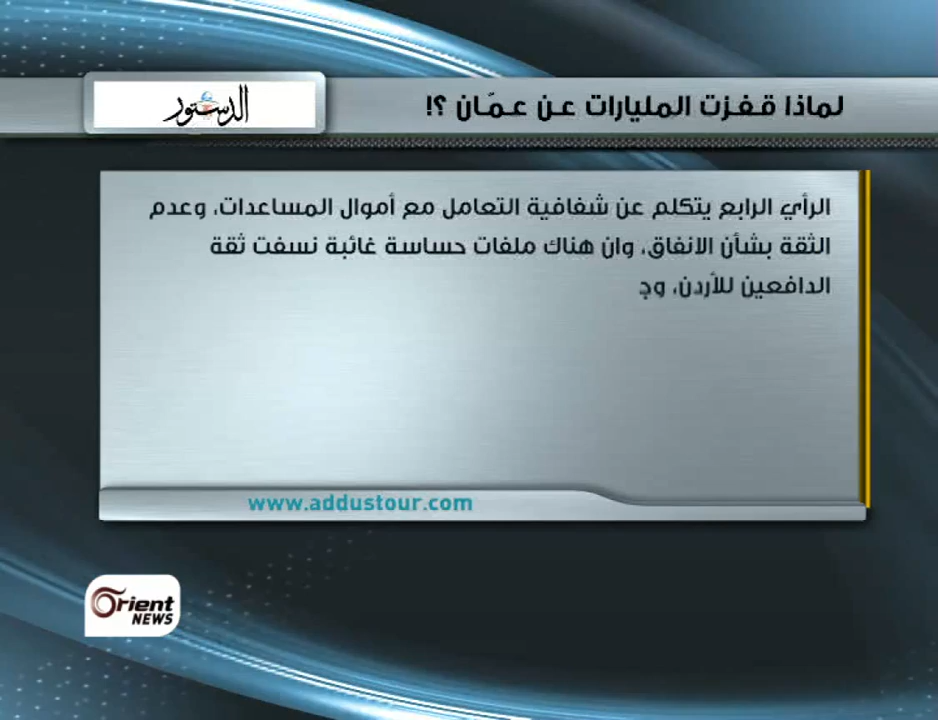 لماذا قفزت المليارات عن عمّان ؟!
الدستور
الرأي الرابع يتكلم عن شفافية التعامل مع أموال المساعدات، وعدم
الثقة بشأن الانفاق، وان هناك ملفات حساسة غائبة نسفت ثقة
الدافعين للأردن، وج
www.addustour.com
Orient
NEWS